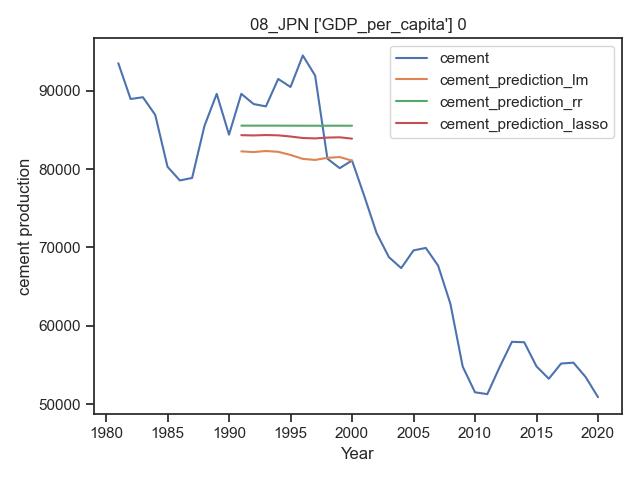 08_JPN ['GDP_per_capita'] 0
cement
cement_prediction_lm
cement_prediction_rr
cement_prediction_lasso
90000
80000
70000
60000
50000
cement production
1980 1985 1990 1995 2000 2005 2010 2015 2020
Year